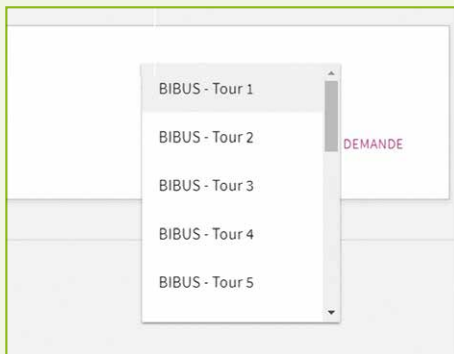 BIBUS - Tour 1
BIBUS - Tour 2
DEMANDE
BIBUS - Tour 3
BIBUS - Tour 4
BIBUS - Tour 5